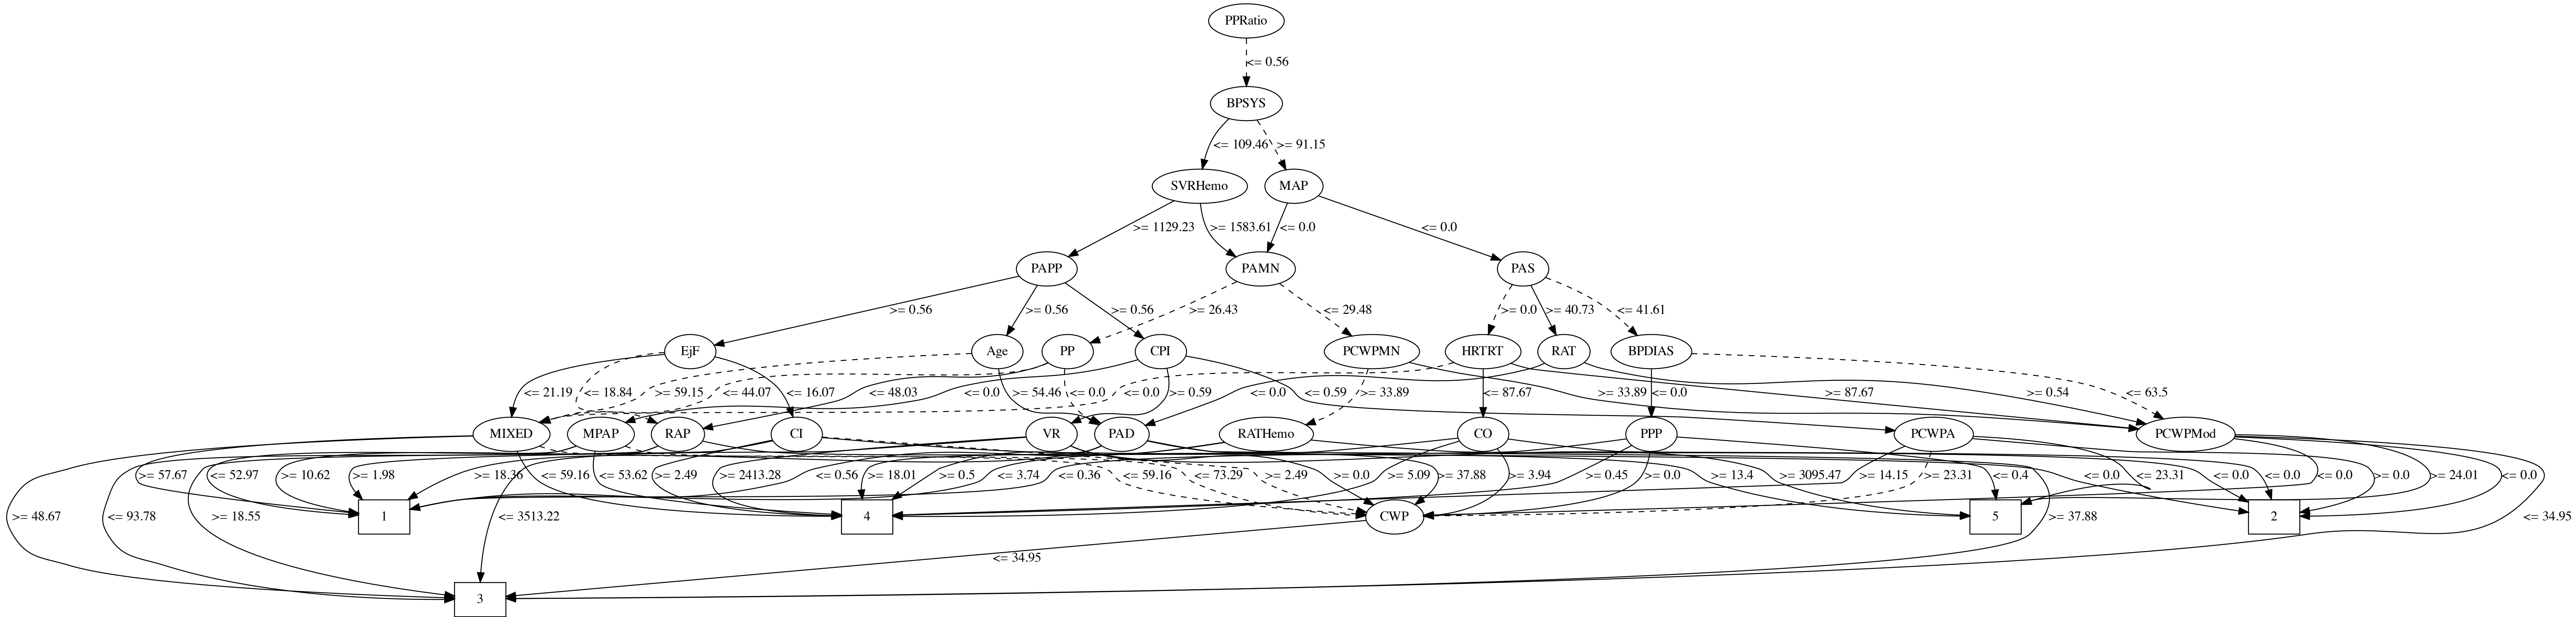 PPRatio
<= 0.56
BPSYS
<= 109.46 >= 91.15
SVRHemo MAP
>= 1129.23 >= 1583.61 <= 0.0 <= 0.0
PAPP PAMN PAS
>= 0.56 >= 0.56 >= 0.56 >= 26.43 <= 29.48 >= 0.0 >= 40.73 <= 41.61
EjF Age PP CPI PCWPMN HRTRT RAT BPDIAS
<= 21.19 <= 18.84 >= 59.15 <= 44.07 <= 0.0 <= 48.03 <= 0.0 >= 54.46 <= 0.0 >= 0.59 <= 0.0 <= 0.59 >= 33.89 <= 87.67 >= 33.89 <= 0.0 >= 87.67 >= 0.54 <= 63.5
MIXED MPAP RAP CI VR PAD RATHemo CO PPP PCWPA PCWPMod
>= 57.67 <= 52.97 >= 10.62 >= 1.98 >= 18.36 <= 59.16 <= 53.62 >= 2.49 >= 2413.28 <= 0.56 >= 18.01 >= 0.5 <= 3.74 <= 0.36 <= 59.16 <= 73.29 >= 2.49 >= 0.0 >= 5.09 >= 37.88 >= 3.94 >= 0.45 >= 0.0 >= 13.4 >= 3095.47 >= 14.15 >= 23.31 <= 0.4 <= 0.0 <= 23.31 <= 0.0 <= 0.0 <= 0.0 >= 0.0 >= 24.01 <= 0.0
>= 48.67 <= 93.78 >= 18.55 1 <= 3513.22 4 CWP 5 >= 37.88 2 <= 34.95
<= 34.95
3